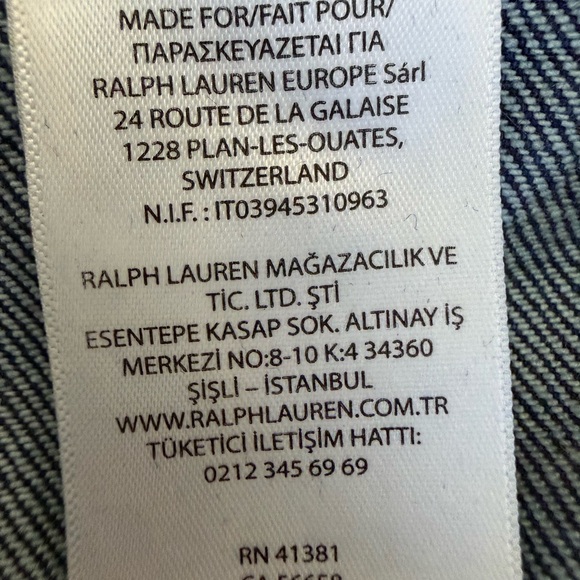 MADE FOR/FAIT POUR/
ΠΑΡΑΣΚΕΥΑΖΕΤΑΙ ΓΙΑ
RALPH LAUREN EUROPE Sárl
24 ROUTE DE LA GALAISE
1228 PLAN-LES-OUATES,
SWITZERLAND
N.I.F. : IT03945310963
RALPH LAUREN MAĞAZACILIK VE
TİC. LTD. ŞTİ
ESENTEPE KASAP SOK. ALTINAY İŞ
MERKEZİ NO:8-10 K:4 34360
ŞİŞLİ – İSTANBUL
WWW.RALPHLAUREN.COM.TR
TÜKETİCİ İLETİŞİM HATTI:
0212 345 69 69
RN 41381
CA 56650